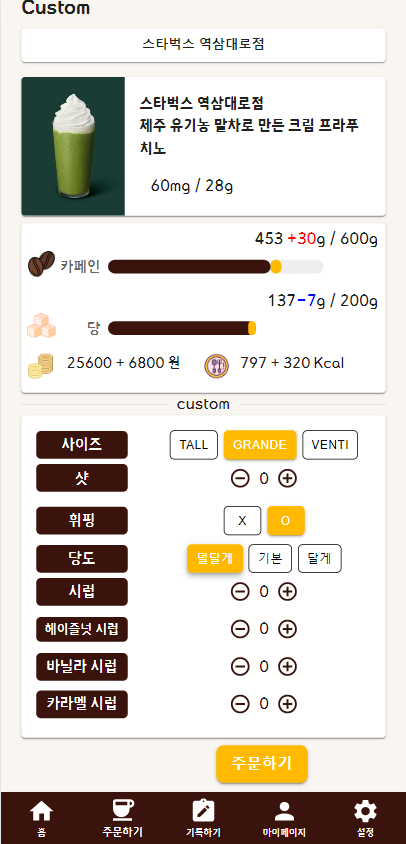 Custom
스타벅스 역삼대로점
스타벅스 역삼대로점
제주 유기농 말차로 만든 크림 프라푸
치노
60mg / 28g
453 +30g / 600g
카페인
137-7g / 200g
당
25600 + 6800 원 797 + 320 Kcal
custom
사이즈 TALL GRANDE VENTI
샷 0
휘핑 X O
당도 덜달게 기본 달게
시럽 0
헤이즐넛 시럽 0
바닐라 시럽 0
카라멜 시럽 0
주문하기
홈 주문하기 기록하기 마이페이지 설정